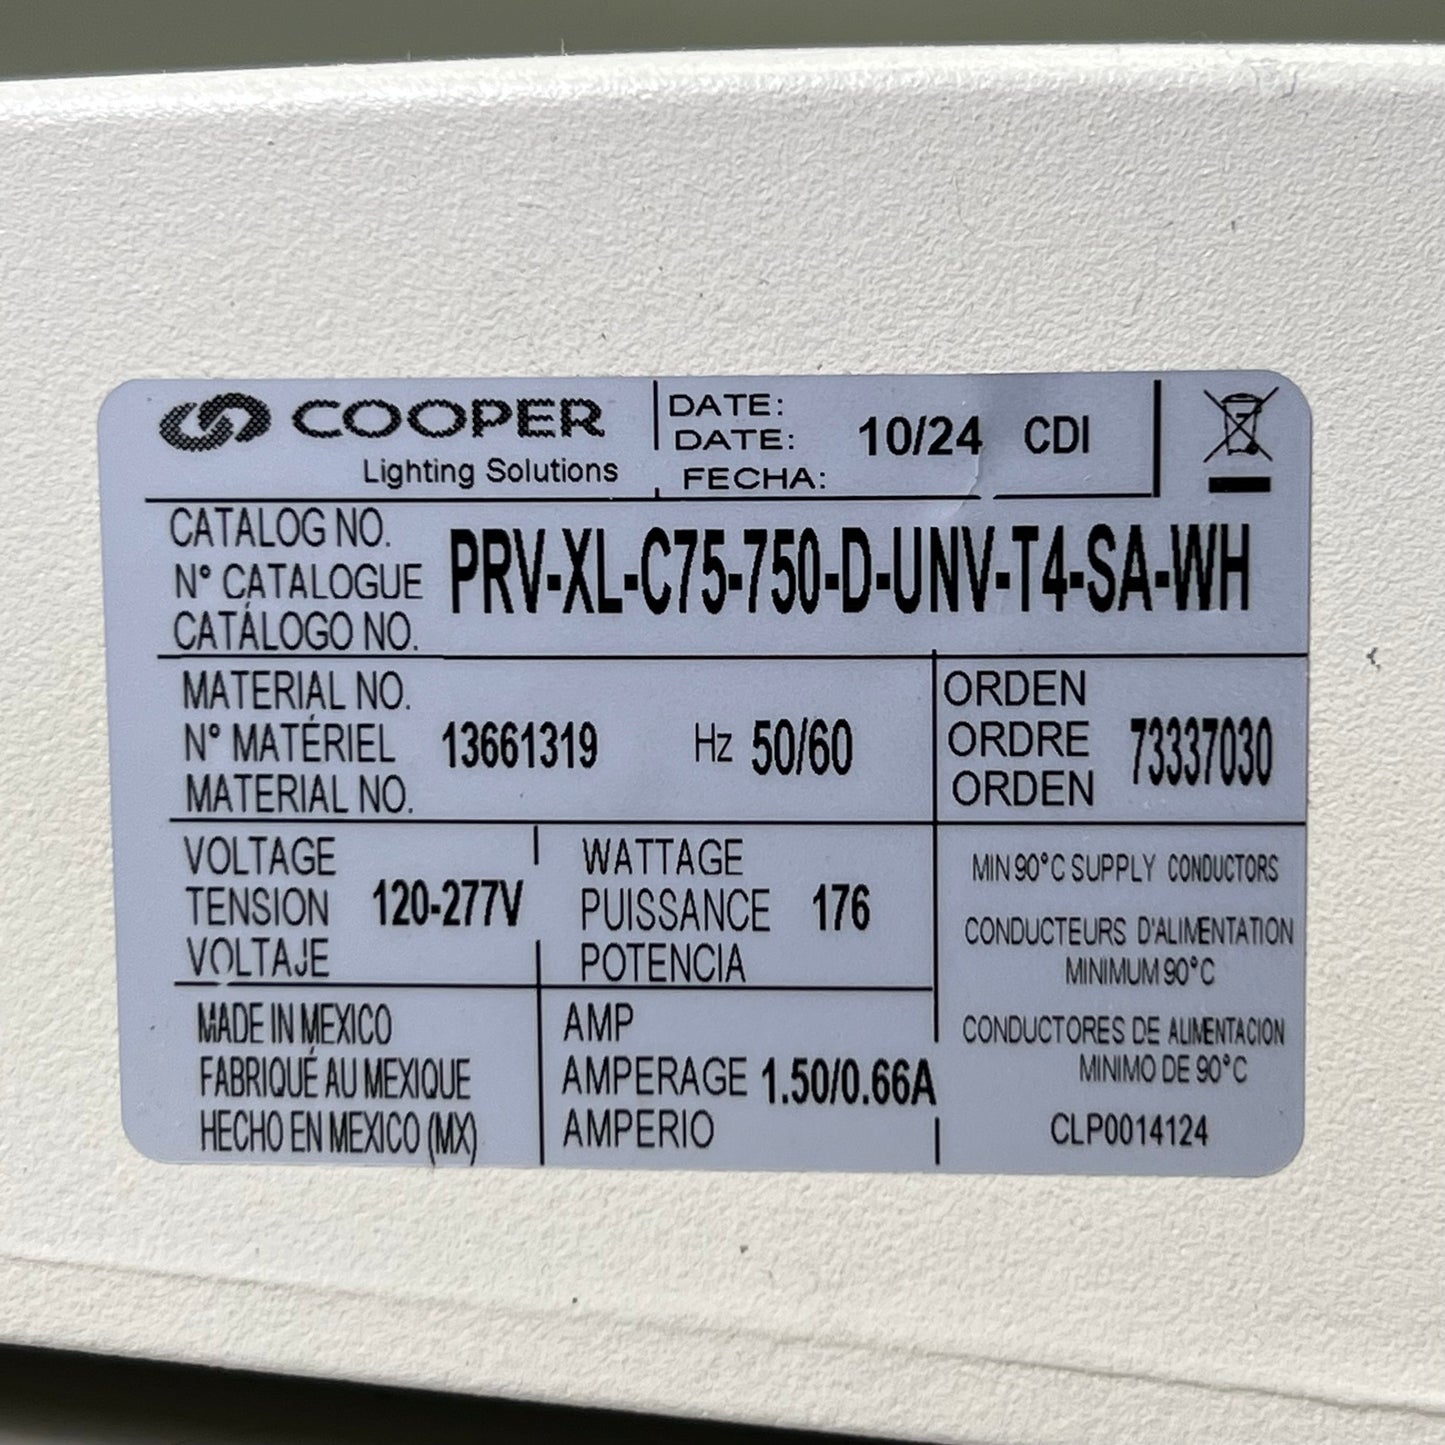 COOPER
Lighting Solutions
DATE:
DATE:
FECHA:
10/24 CDI
CATALOG NO.
N° CATALOGUE
CATÁLOGO NO.
PRV-XL-C75-750-D-UNV-T4-SA-WH
MATERIAL NO.
N° MATÉRIEL
MATERIAL NO.
13661319
Hz 50/60
ORDEN
ORDRE
ORDEN
73337030
VOLTAGE
TENSION
VOLTAJE
120-277V
WATTAGE
PUISSANCE
POTENCIA
176
MIN 90°C SUPPLY CONDUCTORS
CONDUCTEURS D'ALIMENTATION
MINIMUM 90°C
CONDUCTORES DE ALIMENTACION
MINIMO DE 90°C
CLP0014124
MADE IN MEXICO
FABRIQUÉ AU MEXIQUE
HECHO EN MEXICO (MX)
AMP
AMPERAGE
AMPERIO
1.50/0.66A